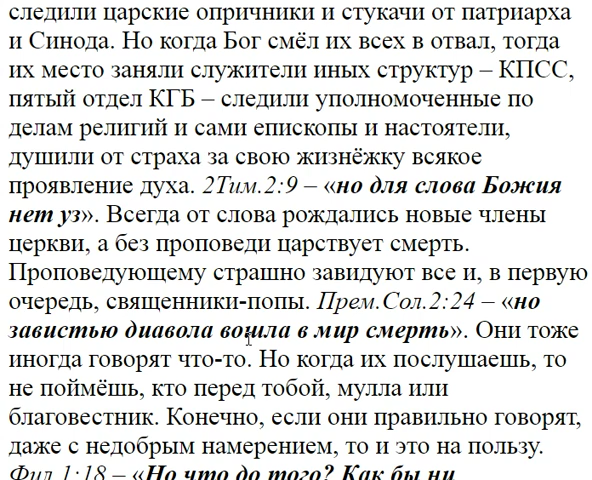 следили царские опричники и стукачи от патриарха
и Синода. Но когда Бог смёл их всех в отвал, тогда
их место заняли служители иных структур – КПСС,
пятый отдел КГБ – следили уполномоченные по
делам религий и сами епископы и настоятели,
душили от страха за свою жизнёжку всякое
проявление духа. 2Тим.2:9 – «но для слова Божия
нет уз». Всегда от слова рождались новые члены
церкви, а без проповеди царствует смерть.
Проповедующему страшно завидуют все и, в первую
очередь, священники-попы. Прем.Сол.2:24 – «но
завистью диавола вошла в мир смерть». Они тоже
иногда говорят что-то. Но когда их послушаешь, то
не поймёшь, кто перед тобой, мулла или
благовестник. Конечно, если они правильно говорят,
даже с недобрым намерением, то и это на пользу.
Фил.1:18 – «Но что до того? Как бы ни